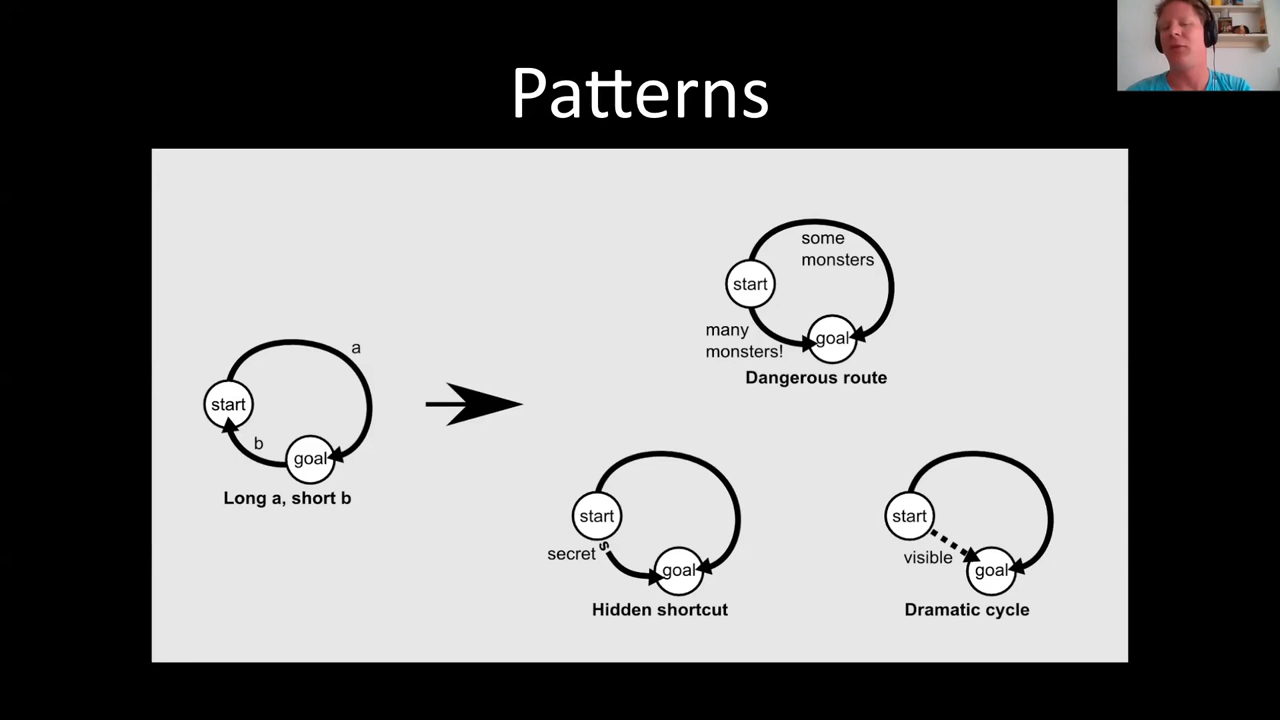 Patterns
a
start
b
goal
Long a, short b
some
monsters
start
many
monsters!
goal
Dangerous route
start
s
secret
goal
Hidden shortcut
start
visible
goal
Dramatic cycle